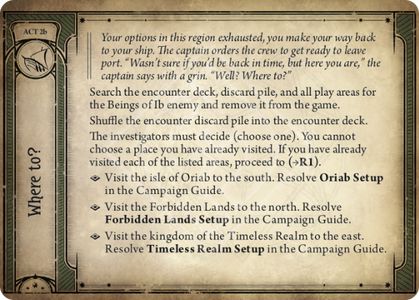 ACT 2b
Where to?
Your options in this region exhausted, you make your way back
to your ship. The captain orders the crew to get ready to leave
port. “Wasn’t sure if you’d be back in time, but here you are,” the
captain says with a grin. “Well? Where to?”
Search the encounter deck, discard pile, and all play areas for
the Beings of Ib enemy and remove it from the game.
Shuffle the encounter discard pile into the encounter deck.
The investigators must decide (choose one). You cannot
choose a place you have already visited. If you have already
visited each of the listed areas, proceed to (→R1).
Visit the isle of Oriab to the south. Resolve Oriab Setup
in the Campaign Guide.
Visit the Forbidden Lands to the north. Resolve
Forbidden Lands Setup in the Campaign Guide.
Visit the kingdom of the Timeless Realm to the east.
Resolve Timeless Realm Setup in the Campaign Guide.